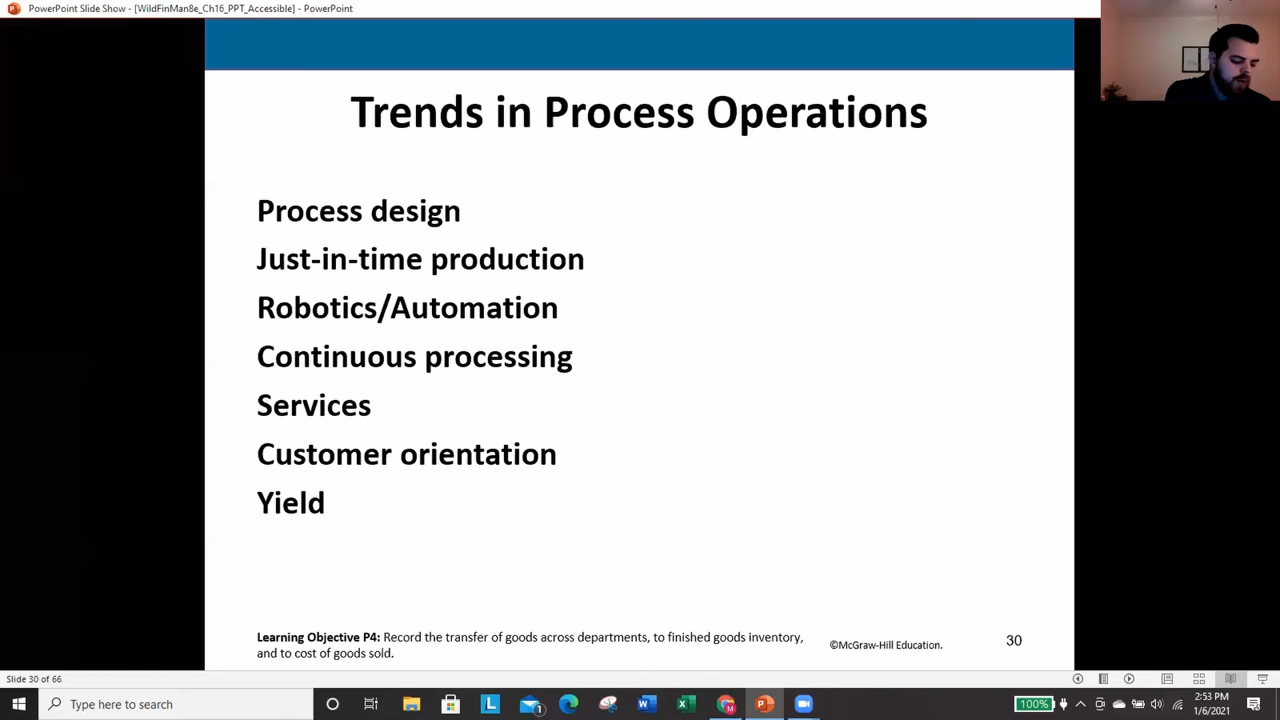 PowerPoint Slide Show - [WildFinMan8e_Ch16_PPT_Accessible] - PowerPoint
Trends in Process Operations
Process design
Just-in-time production
Robotics/Automation
Continuous processing
Services
Customer orientation
Yield
Learning Objective P4: Record the transfer of goods across departments, to finished goods inventory,
and to cost of goods sold.
©McGraw-Hill Education.
30
Slide 30 of 66
Type here to search
100%
2:53 PM
1/6/2021